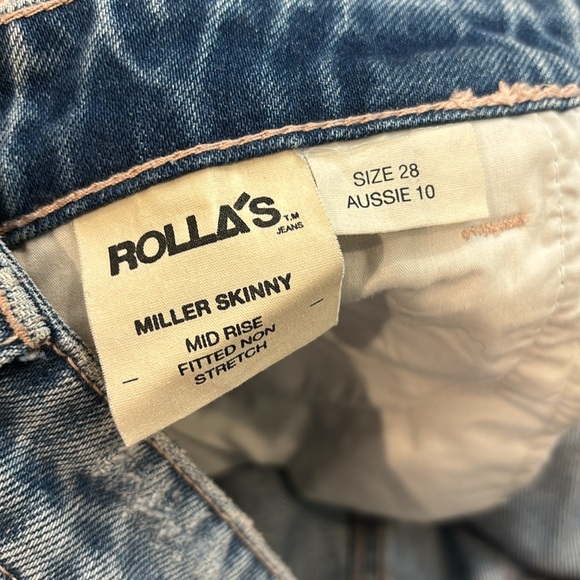 ROLLA'S T.M
JEANS
MILLER SKINNY
MID RISE
FITTED NON
STRETCH
SIZE 28
AUSSIE 10